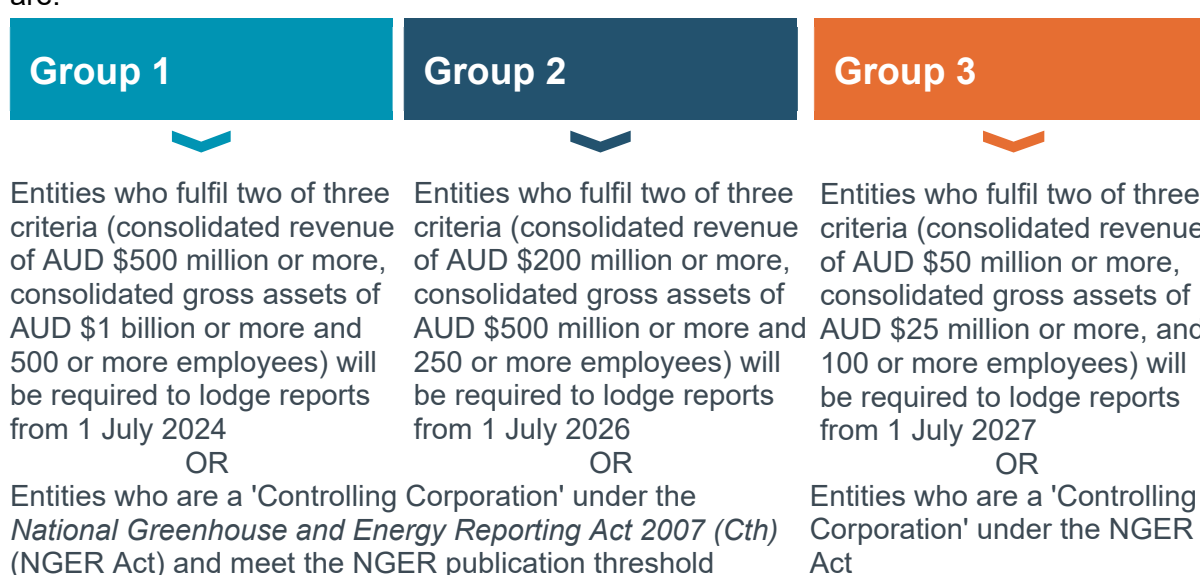 are:
Group 1
Entities who fulfil two of three
criteria (consolidated revenue
of AUD $500 million or more,
consolidated gross assets of
AUD $1 billion or more and
500 or more employees) will
be required to lodge reports
from 1 July 2024
OR
Group 2
Entities who fulfil two of three
criteria (consolidated revenue
of AUD $200 million or more,
consolidated gross assets of
AUD $500 million or more and
250 or more employees) will
be required to lodge reports
from 1 July 2026
OR
Entities who are a 'Controlling Corporation' under the
National Greenhouse and Energy Reporting Act 2007 (Cth)
(NGER Act) and meet the NGER publication threshold
Group 3
Entities who fulfil two of three
criteria (consolidated revenue
of AUD $50 million or more,
consolidated gross assets of
AUD $25 million or more, and
100 or more employees) will
be required to lodge reports
from 1 July 2027
OR
Entities who are a 'Controlling
Corporation' under the NGER
Act